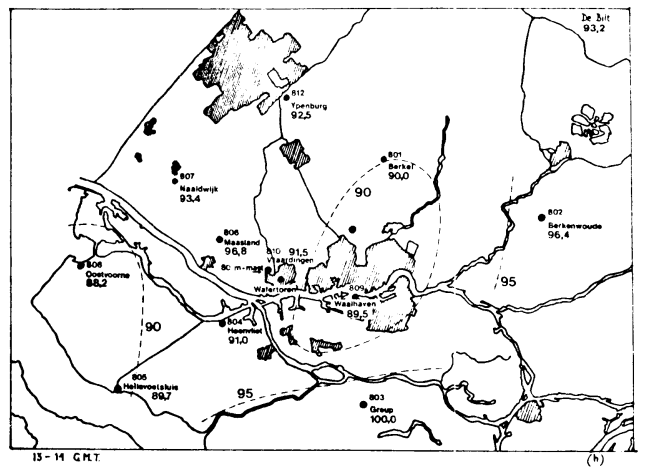 De Bilt
93,2
812
Ypenburg
92,5
801
Berkel
90,0
90
807
Naaldwijk
93,4
802
Berkenwoude
96,4
806
Maasland
96,8
810 91,5
Vlaardingen
80 m-mast
Watertoren
95
Oostvoorne
88,2
809
Waalhaven
89,5
90
804
Heenvliet
91,0
805
Hellevoetsluis
89,7
95
803
Group
100,0
13-14 G.M.T.
(h)